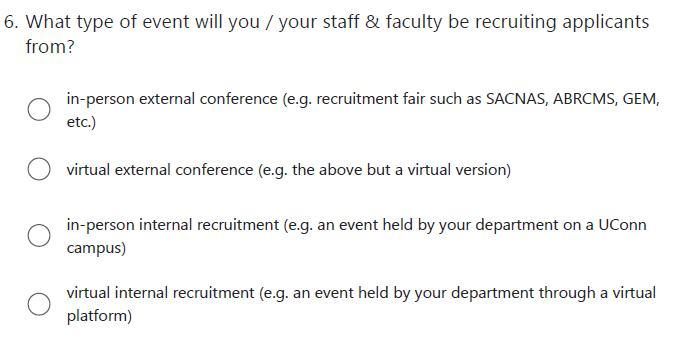 6. What type of event will you / your staff & faculty be recruiting applicants
from?
in-person external conference (e.g. recruitment fair such as SACNAS, ABRCMS, GEM,
etc.)
virtual external conference (e.g. the above but a virtual version)
in-person internal recruitment (e.g. an event held by your department on a UConn
campus)
virtual internal recruitment (e.g. an event held by your department through a virtual
platform)